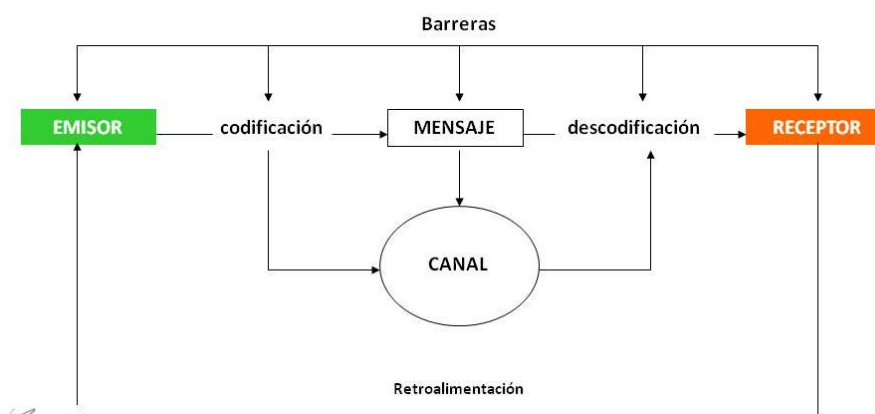 Barreras
EMISOR codificación MENSAJE descodificación RECEPTOR
CANAL
Retroalimentación